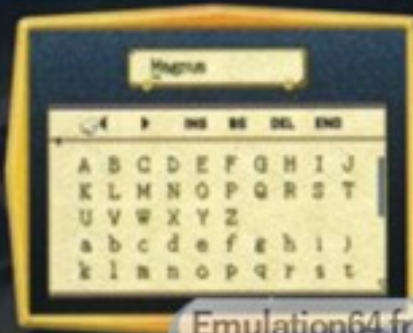 Magnus
INS BS DEL END
A B C D E F G H I J
K L M N O P Q R S T
U V W X Y Z
a b c d e f g h i j
k l m n o p q r s t
Emulation64.fr